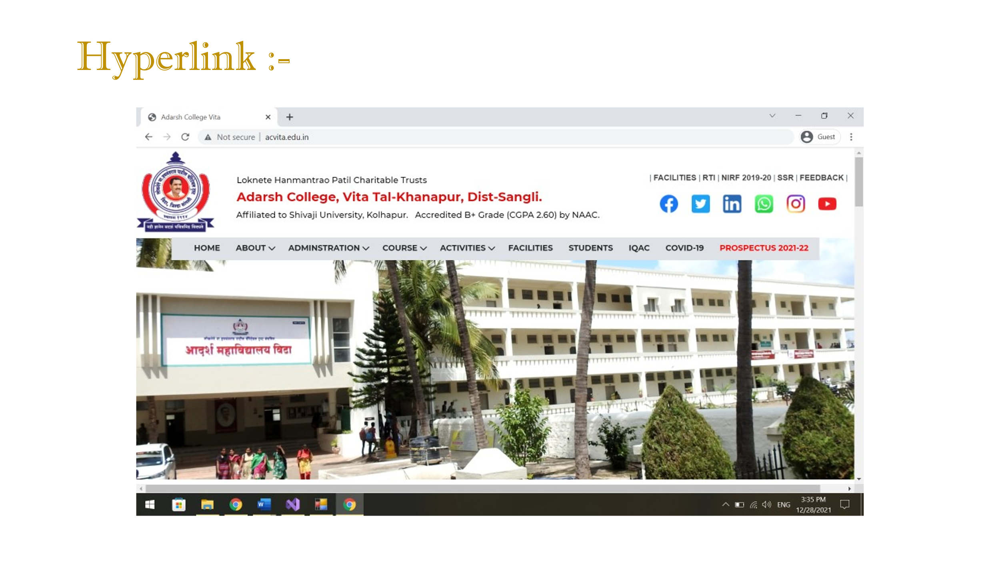 Hyperlink :-
Adarsh College Vita
Not secure | acvita.edu.in
Guest
Loknete Hanmantrao Patil Charitable Trusts
Adarsh College, Vita Tal-Khanapur, Dist-Sangli.
Affiliated to Shivaji University, Kolhapur. Accredited B+ Grade (CGPA 2.60) by NAAC.
| FACILITIES | RTI | NIRF 2019-20 | SSR | FEEDBACK |
HOME ABOUT ADMINSTRATION COURSE ACTIVITIES FACILITIES STUDENTS IQAC COVID-19 PROSPECTUS 2021-22
आदर्श महाविद्यालय विटा
ENG
3:35 PM
12/28/2021